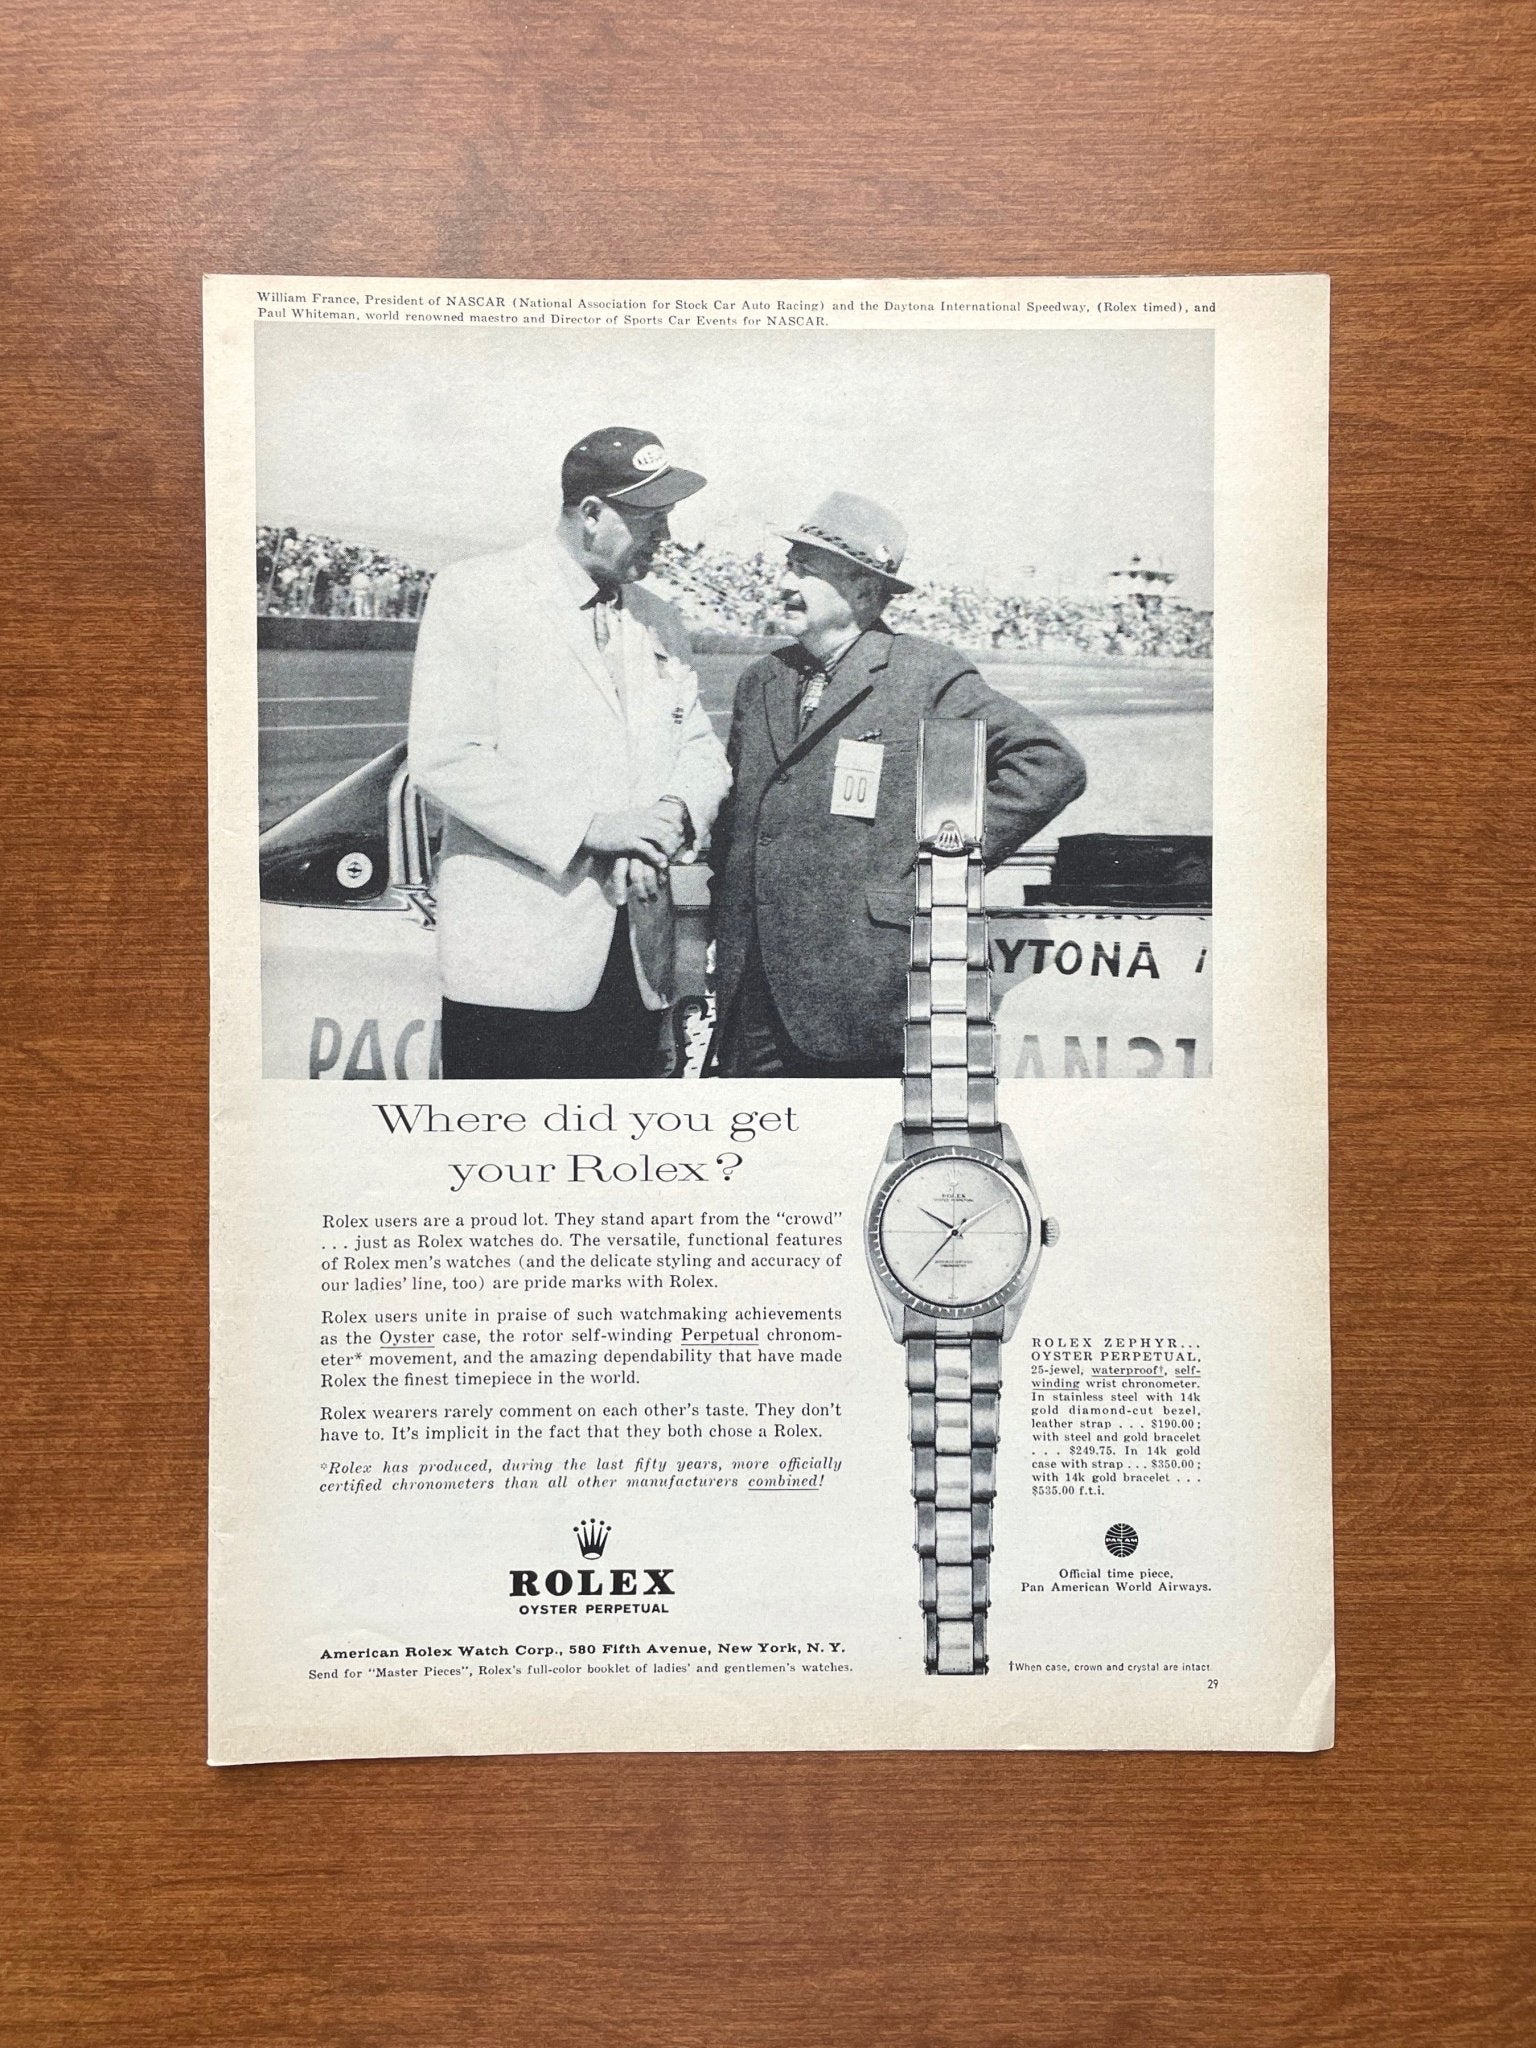 William France, President of NASCAR (National Association for Stock Car Auto Racing) and the Daytona International Speedway, (Rolex timed), and
Paul Whiteman, world renowned maestro and Director of Sports Car Events for NASCAR.
NASCAR
00
YTONA
PAC
Where did you get
your Rolex?
Rolex users are a proud lot. They stand apart from the "crowd"
. . . just as Rolex watches do. The versatile, functional features
of Rolex men's watches (and the delicate styling and accuracy of
our ladies' line, too) are pride marks with Rolex.
Rolex users unite in praise of such watchmaking achievements
as the Oyster case, the rotor self-winding Perpetual chronom-
eter* movement, and the amazing dependability that have made
Rolex the finest timepiece in the world.
Rolex wearers rarely comment on each other's taste. They don't
have to. It's implicit in the fact that they both chose a Rolex.
*Rolex has produced, during the last fifty years, more officially
certified chronometers than all other manufacturers combined!
ROLEX
OYSTER PERPETUAL
American Rolex Watch Corp., 580 Fifth Avenue, New York, N. Y.
Send for "Master Pieces", Rolex's full-color booklet of ladies' and gentlemen's watches.
ROLEX
OYSTER PERPETUAL
ROLEX ZEPHYR...
OYSTER PERPETUAL,
25-jewel, waterproof†, self-
winding wrist chronometer.
In stainless steel with 14k
gold diamond-cut bezel,
leather strap . . . $190.00;
with steel and gold bracelet
. . . $249.75. In 14k gold
case with strap . . . $350.00;
with 14k gold bracelet . . .
$535.00 f.t.i.
PAN AM
Official time piece,
Pan American World Airways.
†When case, crown and crystal are intact
29